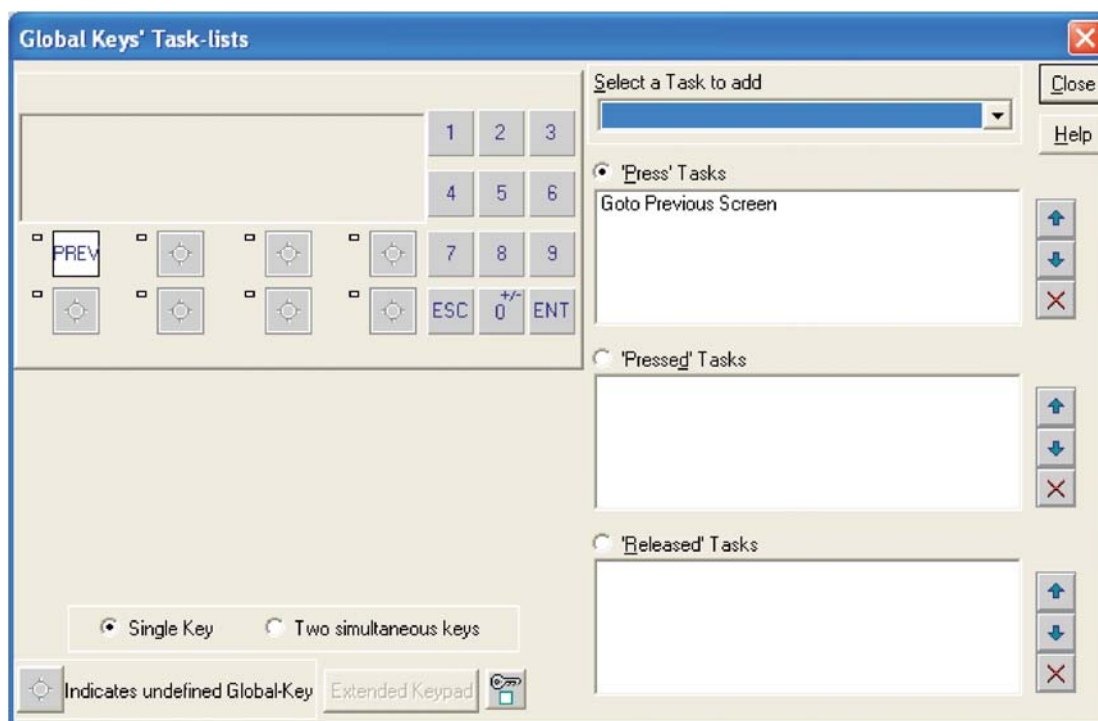 Global Keys' Task-lists
Select a Task to add
Close
Help
1 2 3
4 5 6
PREV 7 8 9
ESC +/- 0 ENT
'Press' Tasks
Goto Previous Screen
'Pressed' Tasks
'Released' Tasks
Single Key Two simultaneous keys
Indicates undefined Global-Key Extended Keypad